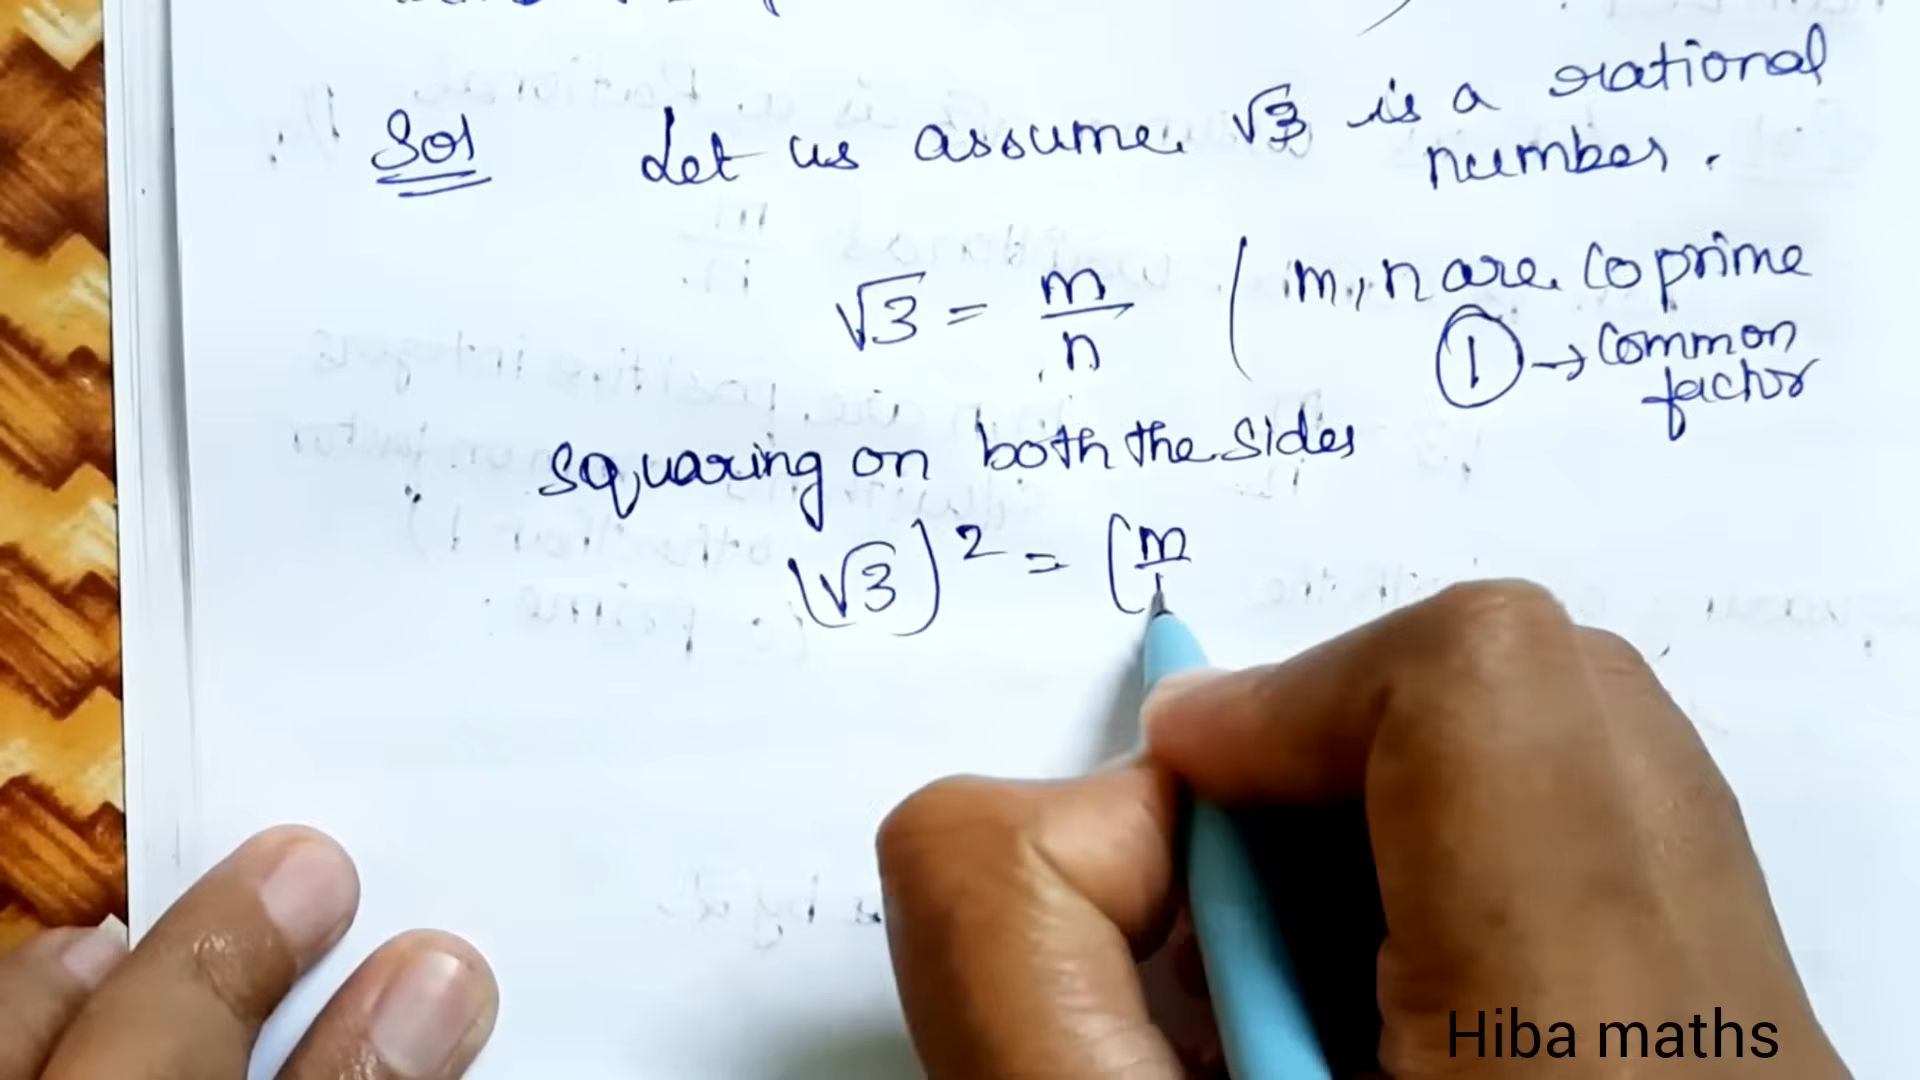 Sol Let us assume √3 is a rational
number.
√3 = m/n ( m, n are coprime
① → common
factor
squaring on both the sides
(√3)² = (m
Hiba maths